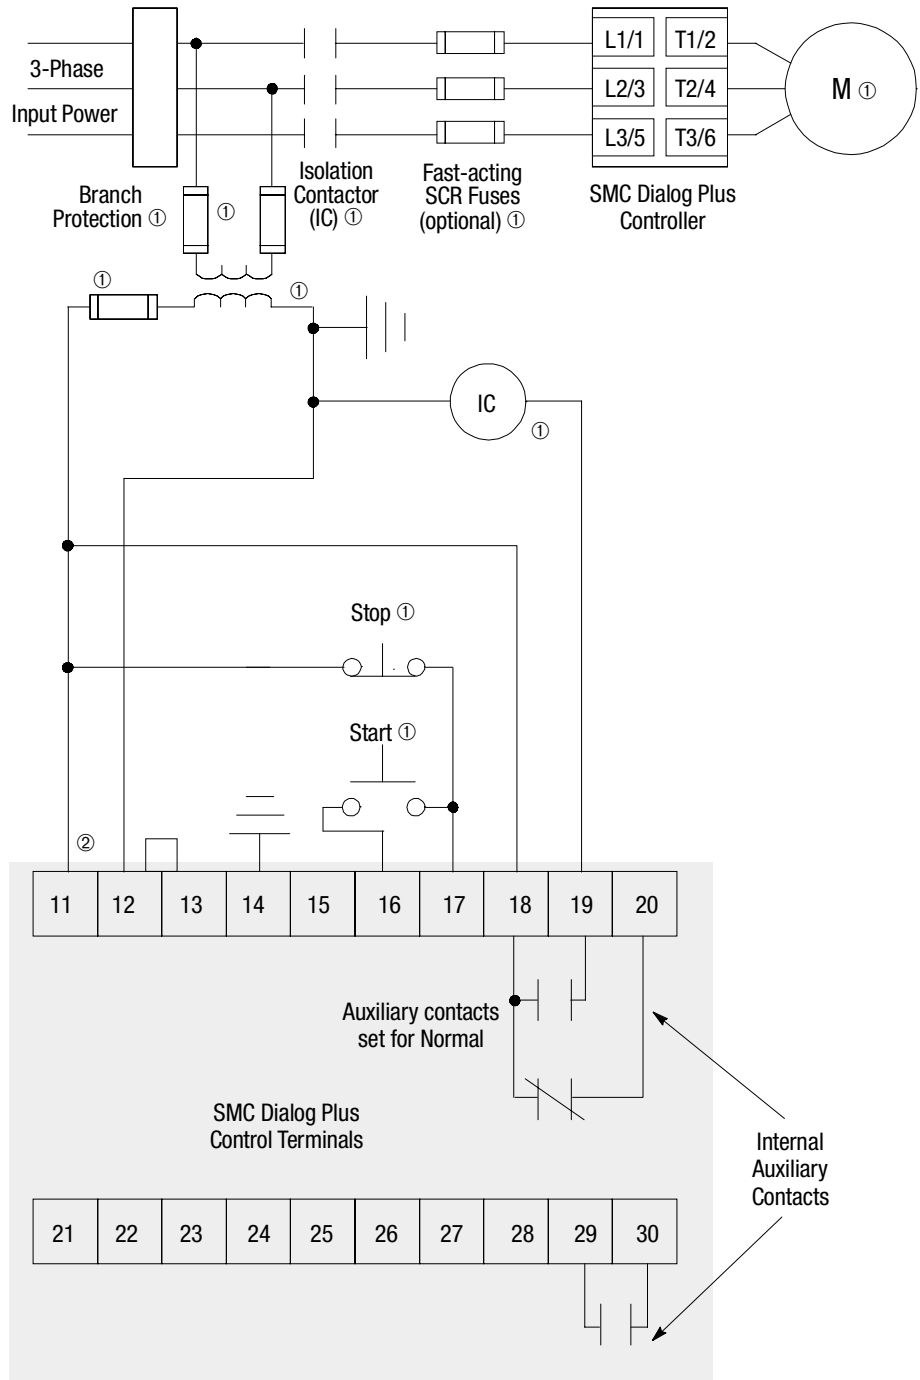 L1/1 T1/2
3-Phase
L2/3 T2/4
M ①
Input Power
L3/5 T3/6
Branch
Protection ①
①
Isolation
Contactor
(IC) ①
Fast-acting
SCR Fuses
(optional) ①
SMC Dialog Plus
Controller
①
①
IC
①
Stop ①
Start ①
②
11 12 13 14 15 16 17 18 19 20
Auxiliary contacts
set for Normal
SMC Dialog Plus
Control Terminals
Internal
Auxiliary
Contacts
21 22 23 24 25 26 27 28 29 30